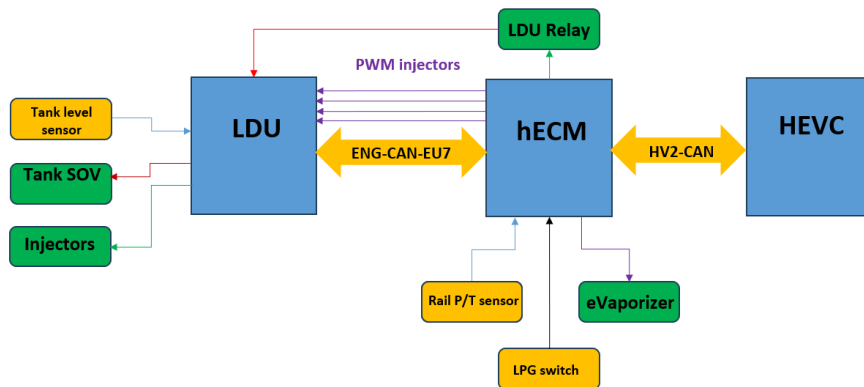 LDU Relay
PWM injectors
Tank level
sensor
LDU
hECM
HEVC
ENG-CAN-EU7
HV2-CAN
Tank SOV
Injectors
Rail P/T sensor
eVaporizer
LPG switch